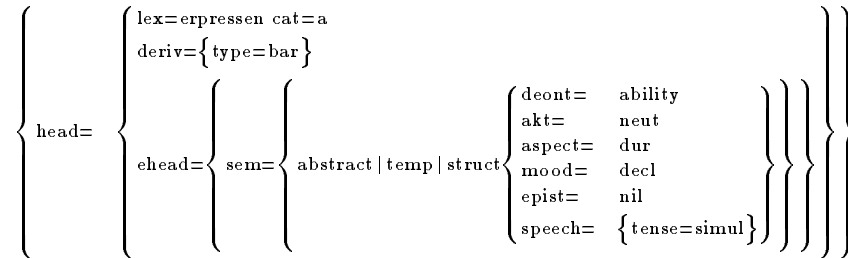 lex=erpressen cat=a
deriv={type=bar}
head=
ehead={sem={abstract | temp | struct
deont= ability
akt= neut
aspect= dur
mood= decl
epist= nil
speech= {tense=simul}